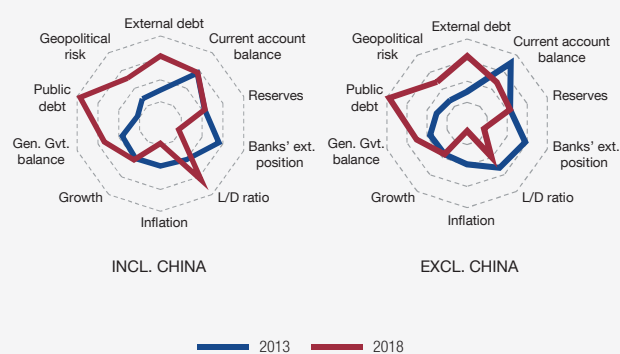 External debt
Current account
balance
Reserves
Banks' ext.
position
L/D ratio
Inflation
Growth
Gen. Gvt.
balance
Public
debt
Geopolitical
risk
INCL. CHINA
External debt
Current account
balance
Reserves
Banks' ext.
position
L/D ratio
Inflation
Growth
Gen. Gvt.
balance
Public
debt
Geopolitical
risk
EXCL. CHINA
2013
2018